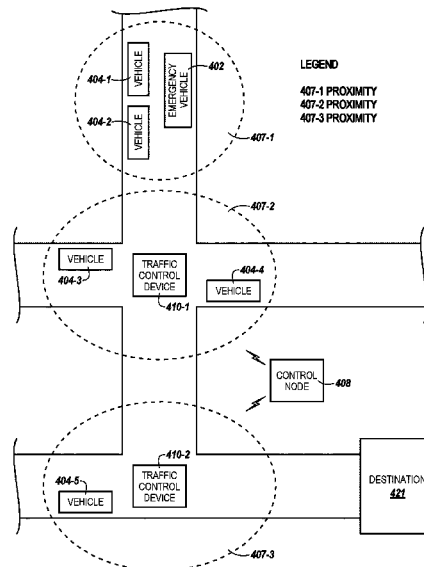 404-1
VEHICLE
EMERGENCY
VEHICLE
402
LEGEND
407-1 PROXIMITY
407-2 PROXIMITY
407-3 PROXIMITY
404-2
VEHICLE
407-1
407-2
VEHICLE
404-3
TRAFFIC
CONTROL
DEVICE
410-1
404-4
VEHICLE
CONTROL
NODE
408
410-2
TRAFFIC
CONTROL
DEVICE
404-5
VEHICLE
DESTINATION
421
407-3